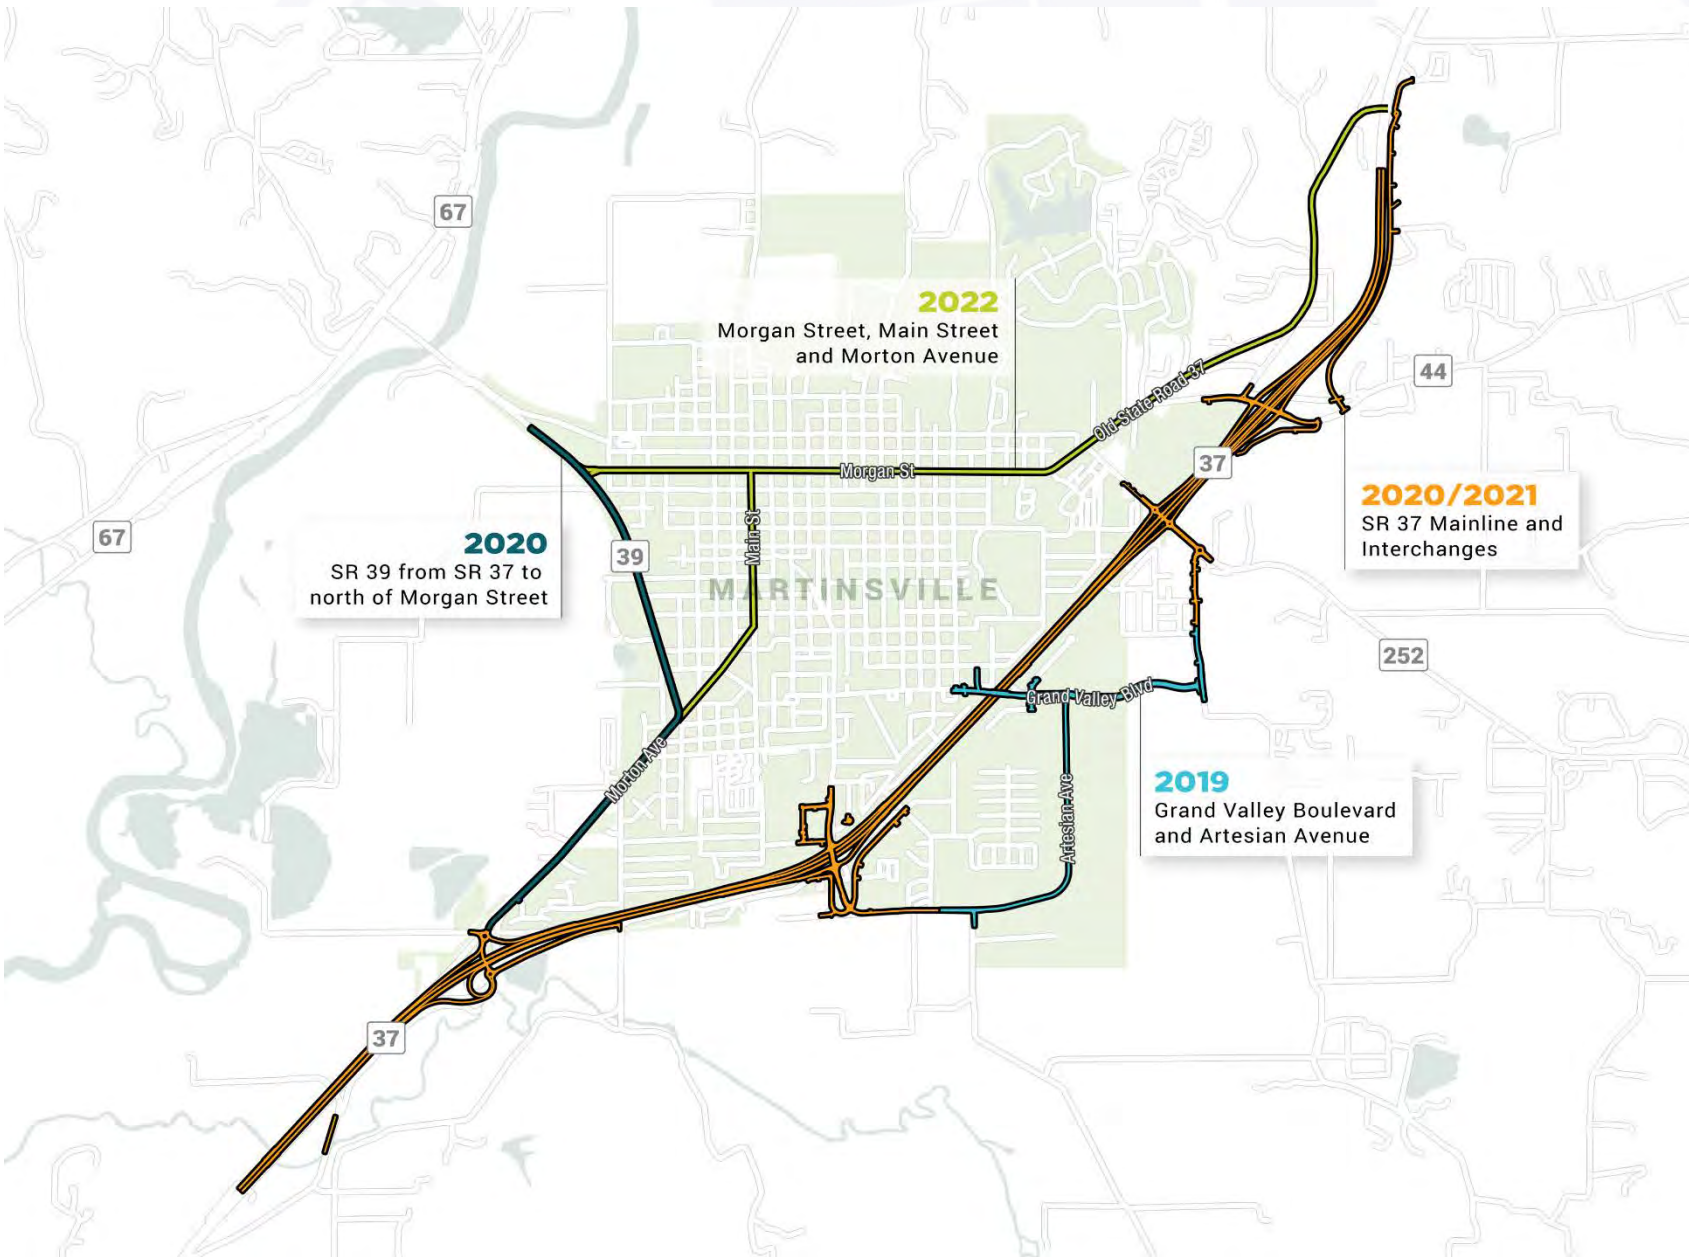 67
2022
Morgan Street, Main Street
and Morton Avenue
Old State Road 37
44
Morgan St
37
2020/2021
SR 37 Mainline and
Interchanges
67
2020
SR 39 from SR 37 to
north of Morgan Street
39
Main St
MARTINSVILLE
252
Grand Valley Blvd
Morton Ave
2019
Grand Valley Boulevard
and Artesian Avenue
Artesian Ave
37